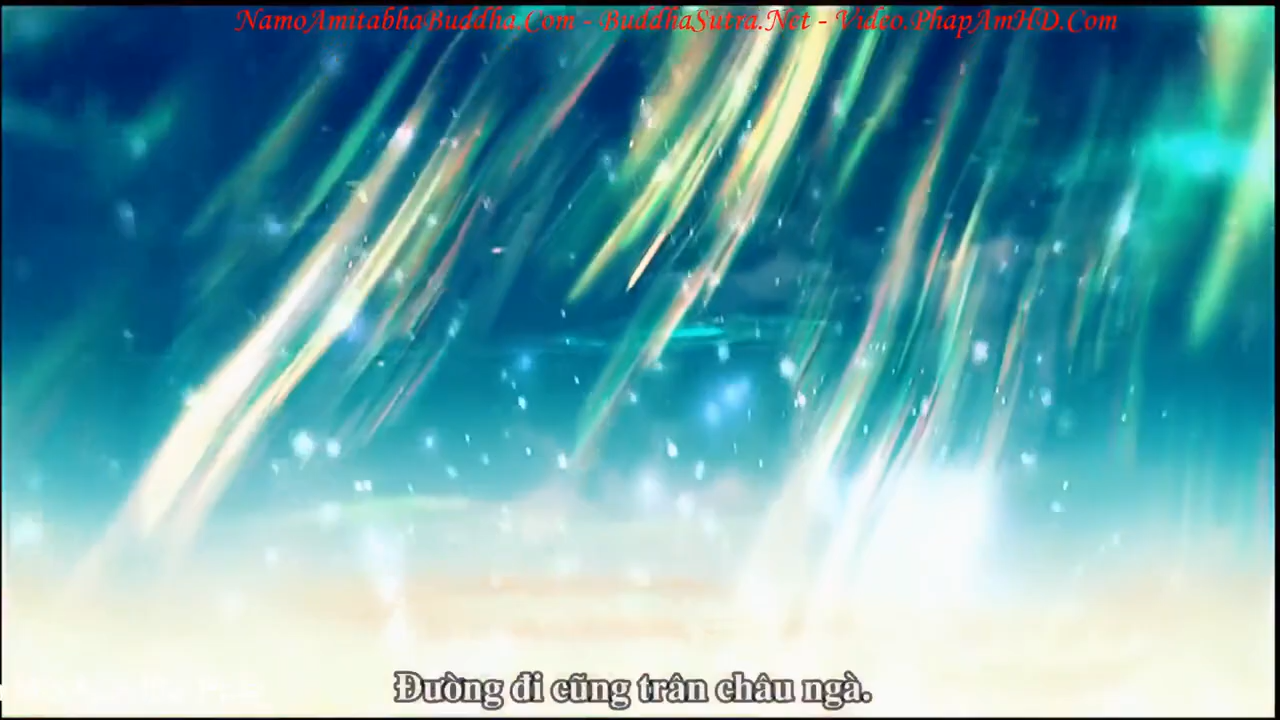 NamoAmitabhaBuddha.Com - BuddhaSutra.Net - Video.PhapAmHD.Com
Đường đi cũng trân châu ngà.